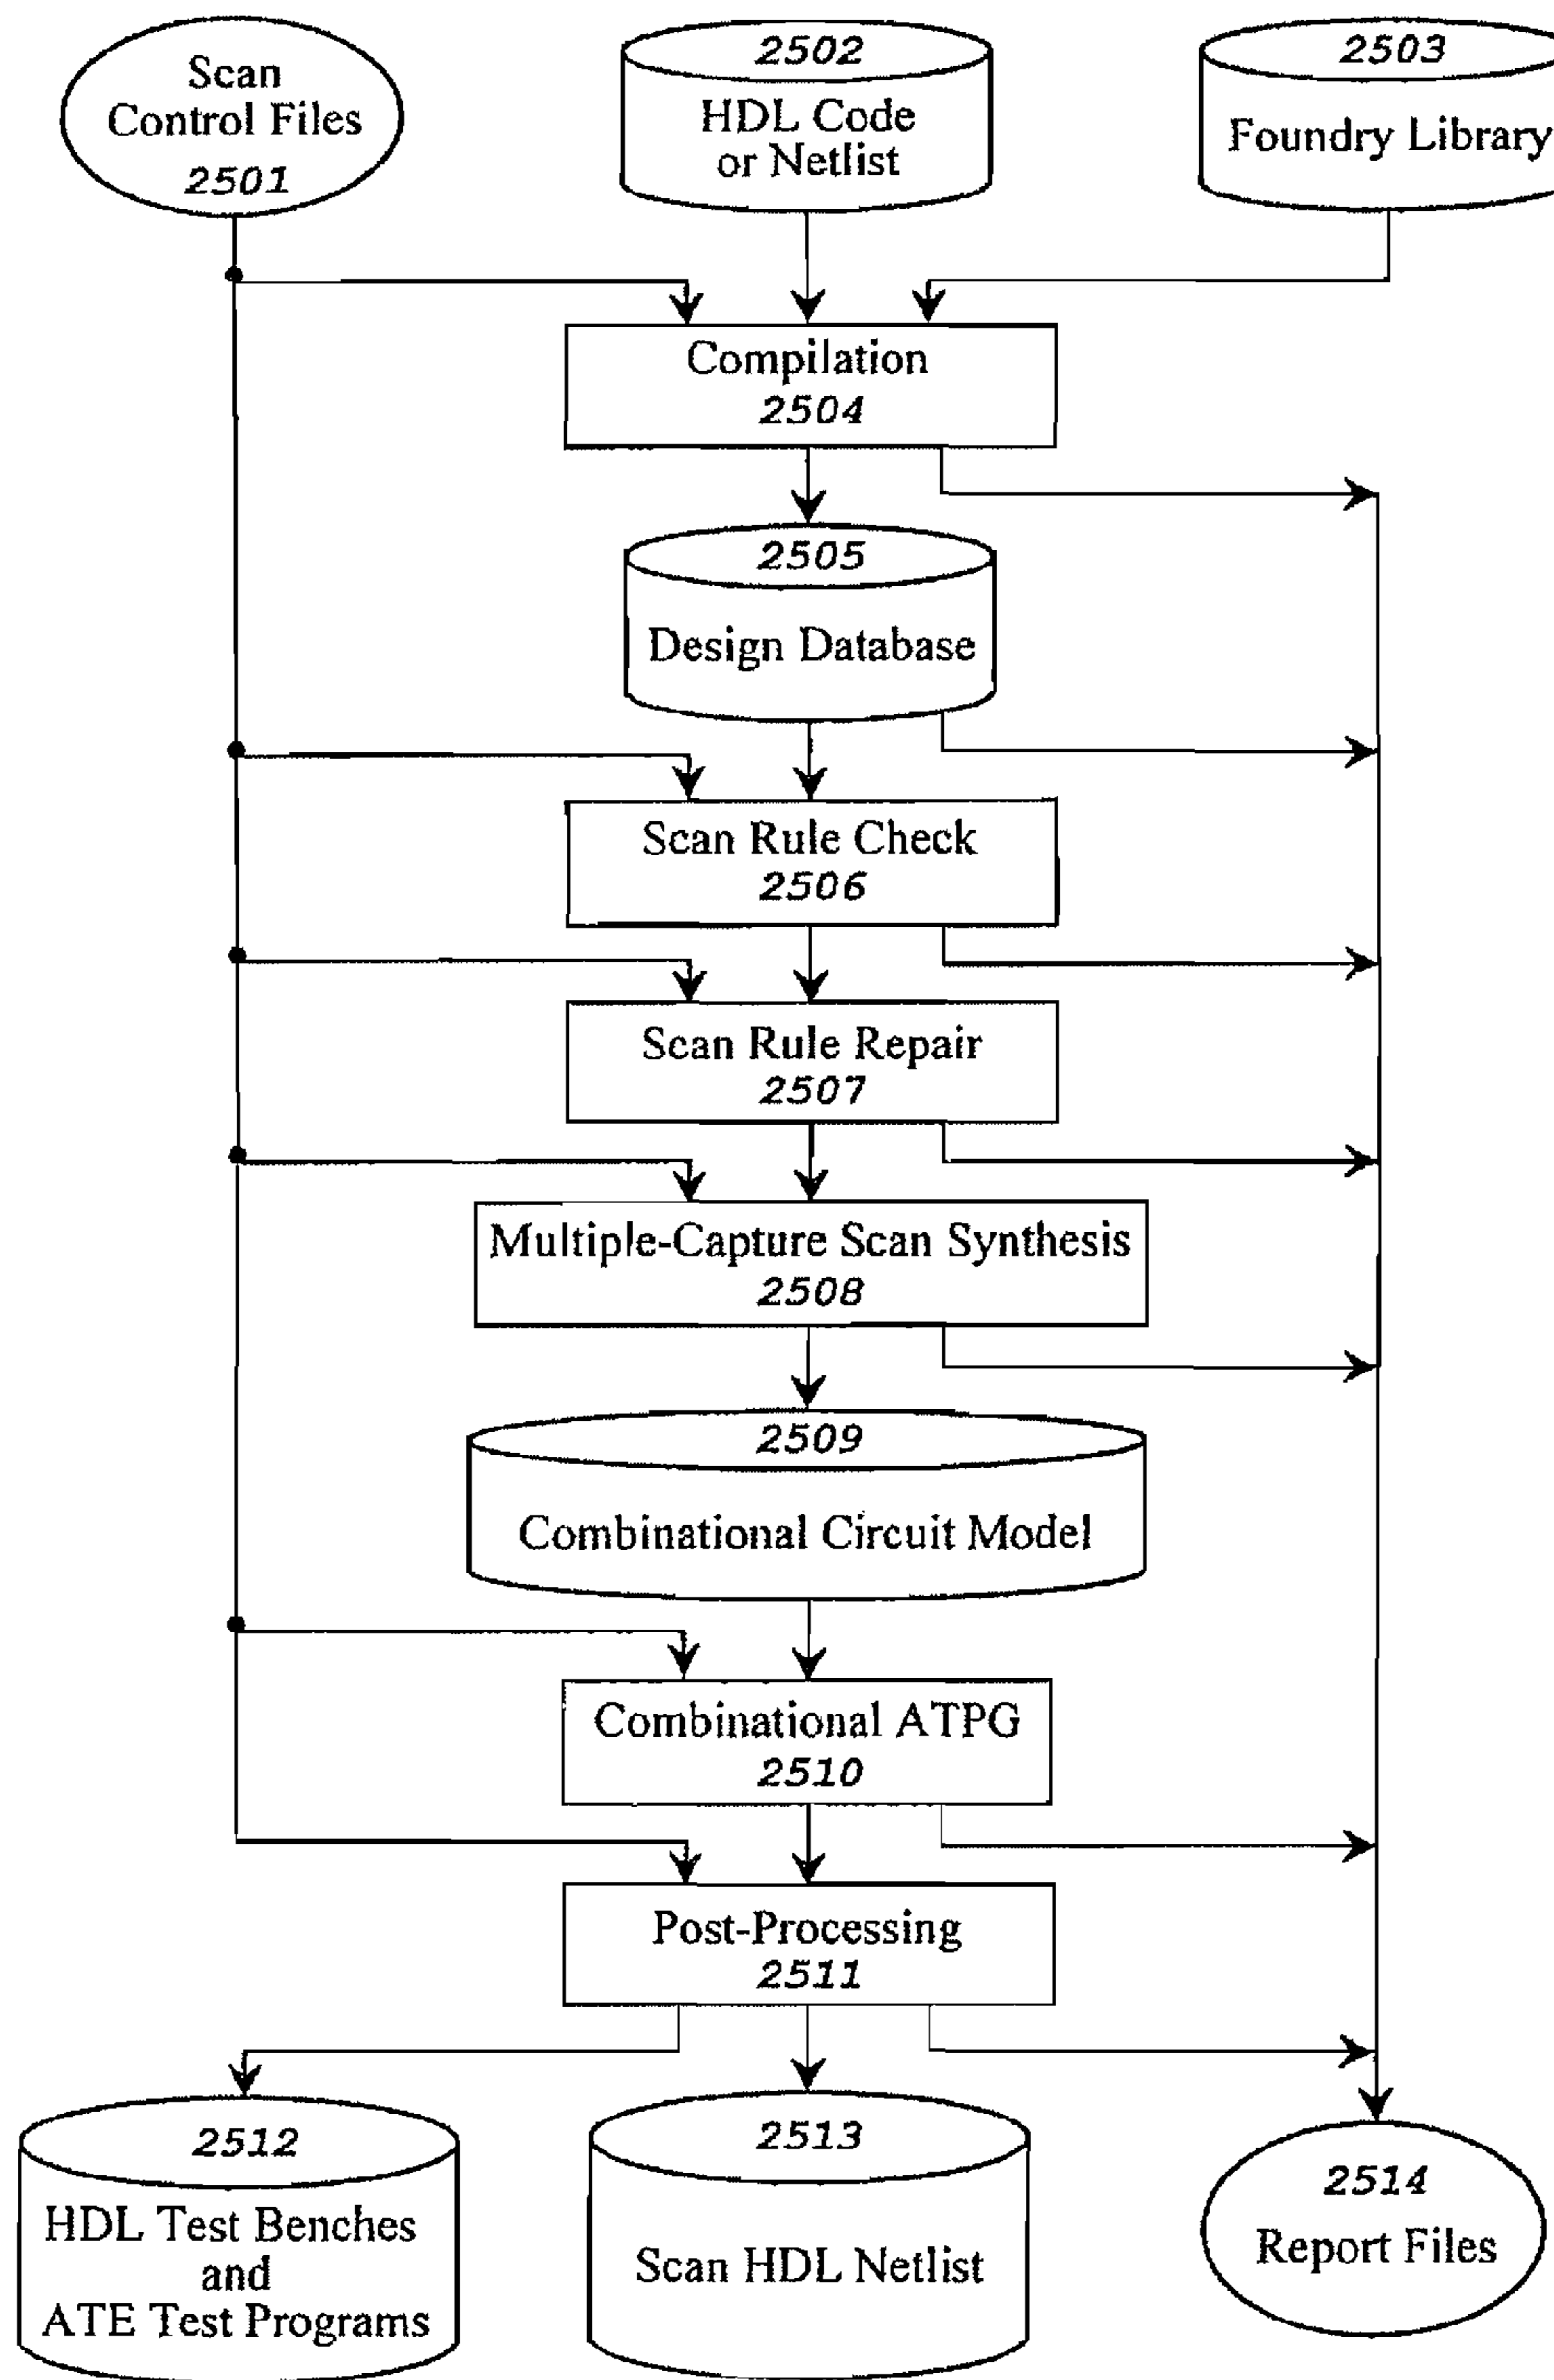 Scan
Control Files
2501
2502
HDL Code
or Netlist
2503
Foundry Library
Compilation
2504
2505
Design Database
Scan Rule Check
2506
Scan Rule Repair
2507
Multiple-Capture Scan Synthesis
2508
2509
Combinational Circuit Model
Combinational ATPG
2510
Post-Processing
2511
2512
HDL Test Benches
and
ATE Test Programs
2513
Scan HDL Netlist
2514
Report Files